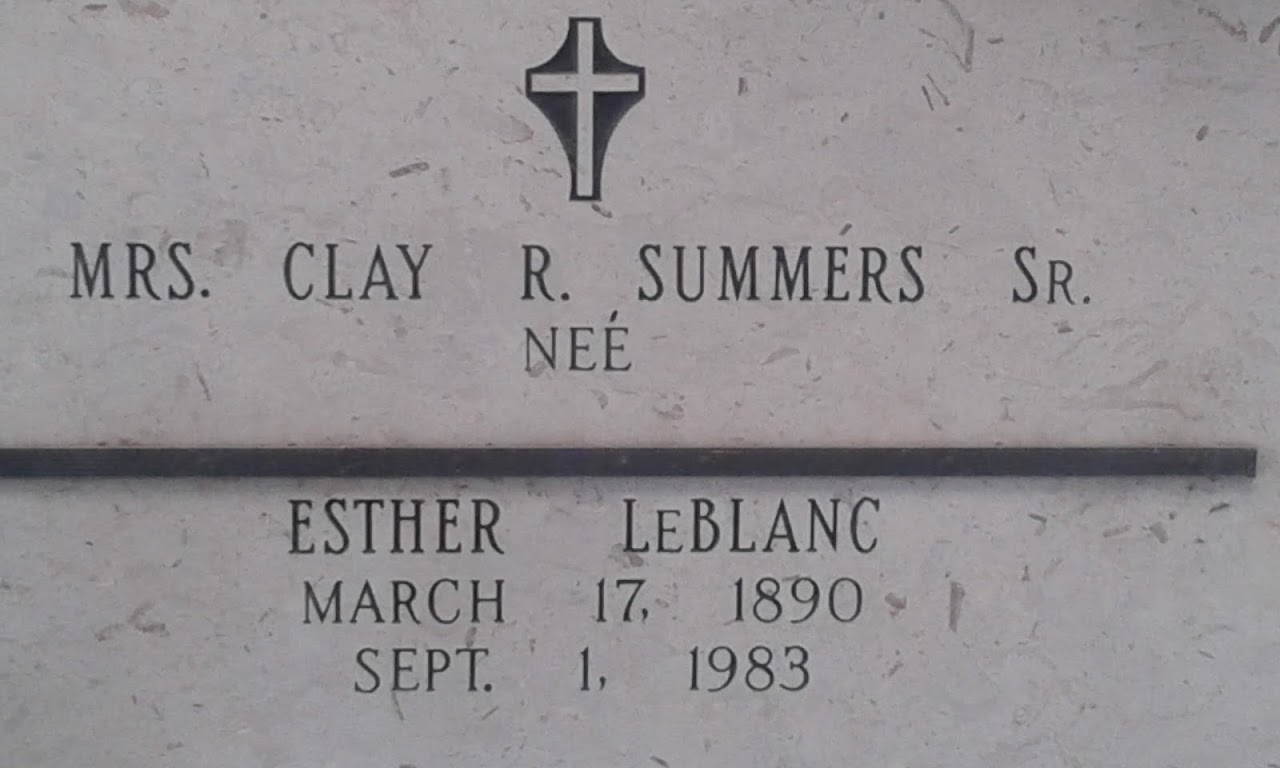 MRS. CLAY R. SUMMERS SR.
NEÉ
ESTHER LEBLANC
MARCH 17, 1890
SEPT. 1, 1983